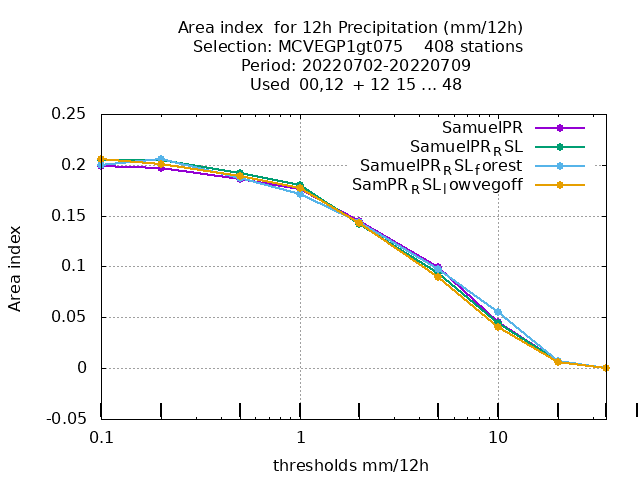 Area index  for 12h Precipitation (mm/12h)
Selection: MCVEGP1gt075    408 stations
Period: 20220702-20220709
Used  00,12  + 12 15 ... 48
SamuelPR
SamuelPR_RSL
SamuelPR_RSL_forest
SamPR_RSL_lowvegoff
0.25
0.2
0.15
0.1
0.05
0
-0.05
Area index
0.1 1 10
thresholds mm/12h